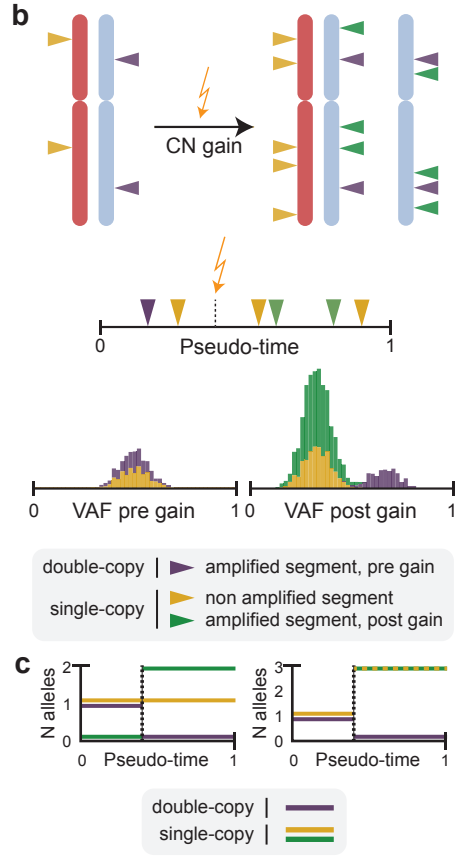 b
CN gain
0
Pseudo-time
1
0
VAF pre gain
1
0
VAF post gain
1
double-copy
amplified segment, pre gain
single-copy
non amplified segment
amplified segment, post gain
c
N alleles
2
1
0
0
Pseudo-time
1
N alleles
3
2
1
0
0
Pseudo-time
1
double-copy
single-copy